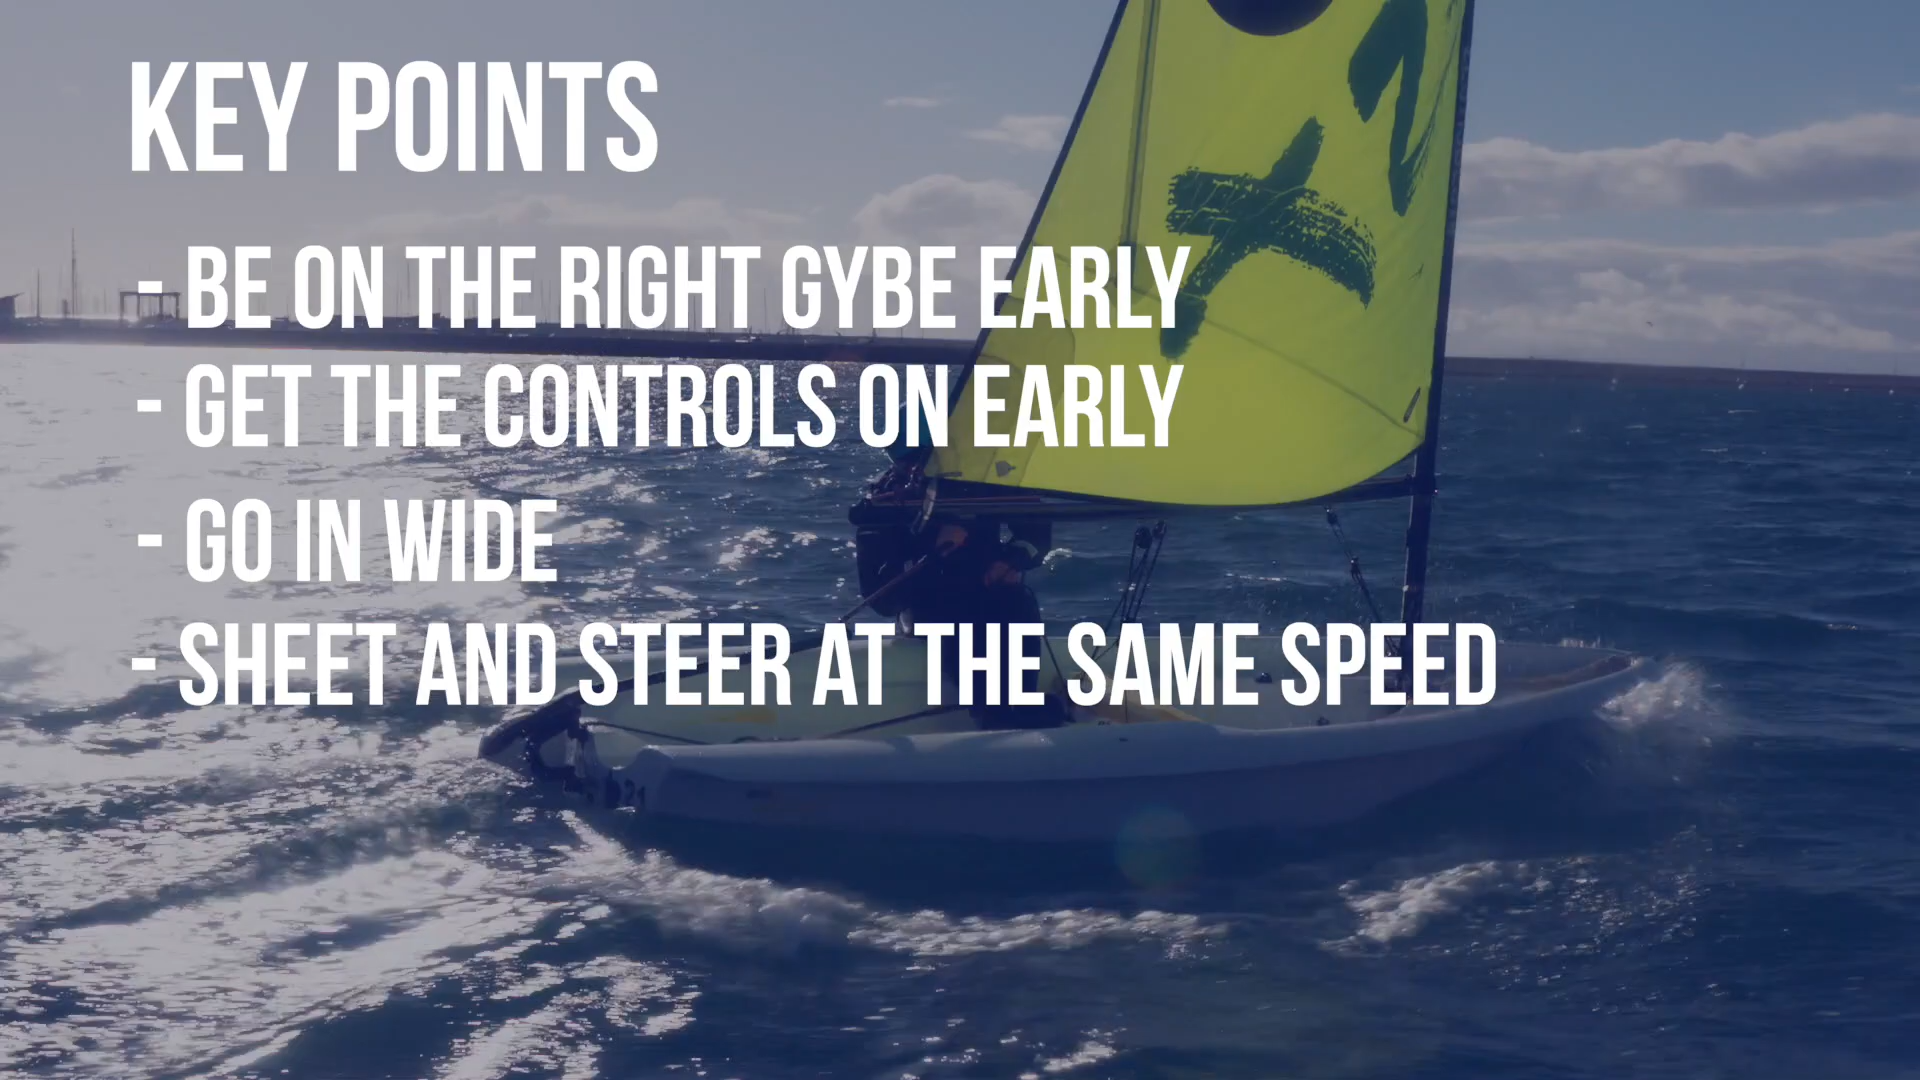 KEY POINTS
- BE ON THE RIGHT GYBE EARLY
- GET THE CONTROLS ON EARLY
- GO IN WIDE
- SHEET AND STEER AT THE SAME SPEED